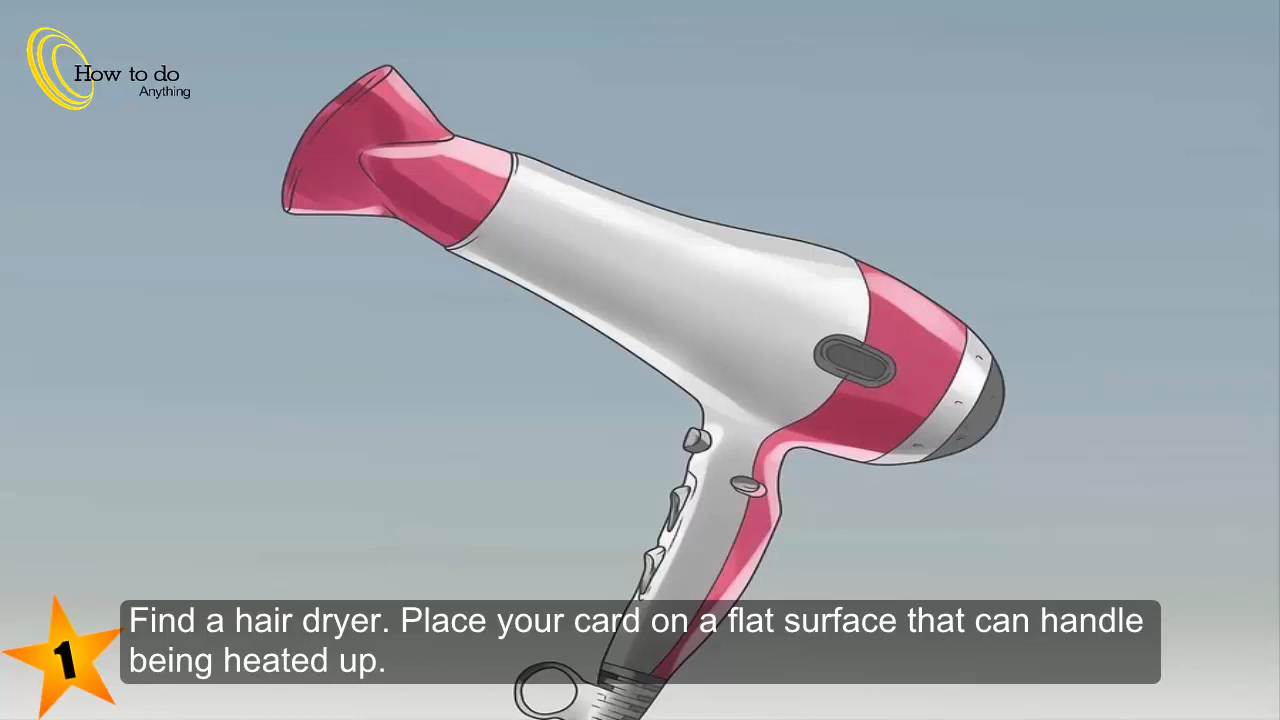 How to do
Anything
Find a hair dryer. Place your card on a flat surface that can handle
being heated up.
1